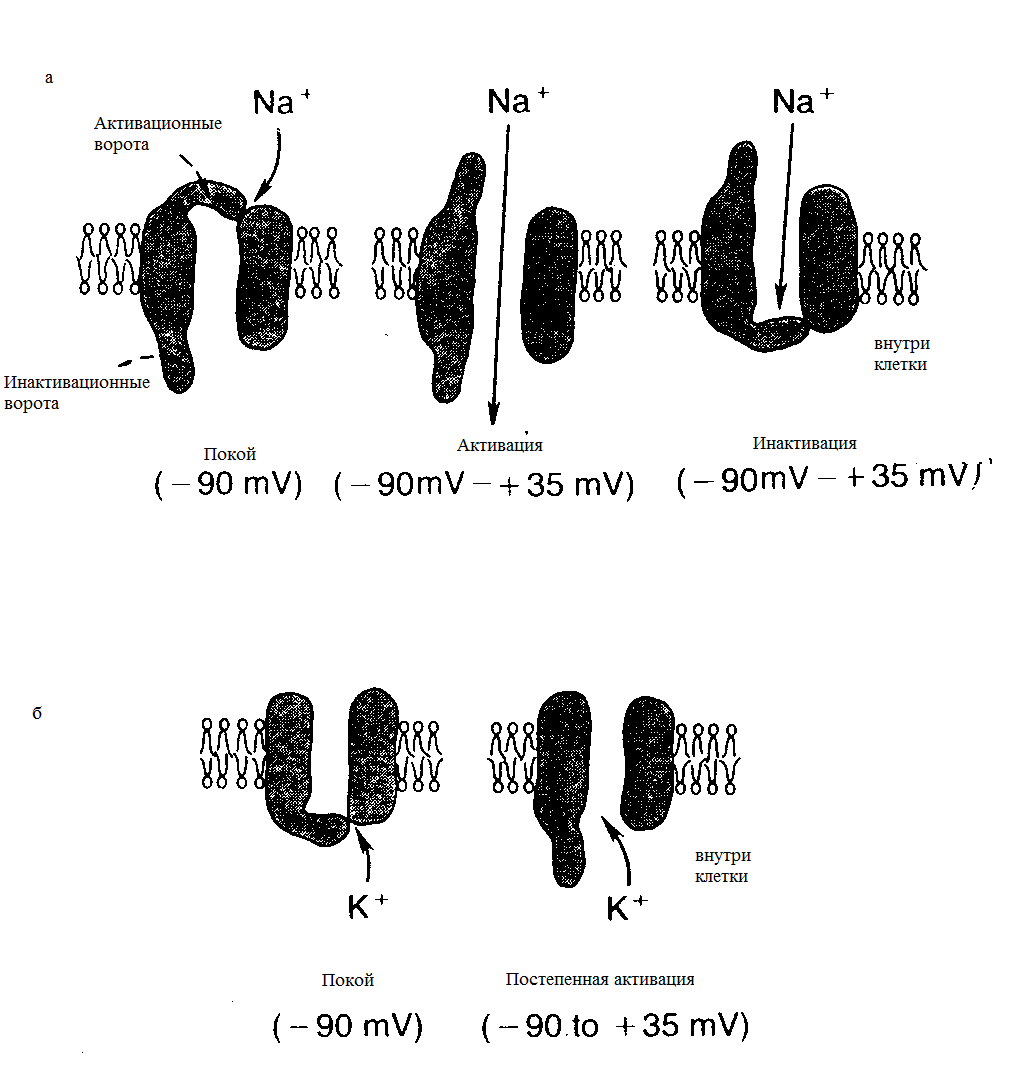 а
Na+
Na+
Na+
Активационные
ворота
внутри
клетки
Инактивационные
ворота
Покой
Активация
Инактивация
(−90 mV)
(−90mV − +35 mV)
(−90mV − +35 mV)
б
внутри
клетки
K+
K+
Покой
Постепенная активация
(−90 mV)
(−90.to +35 mV)